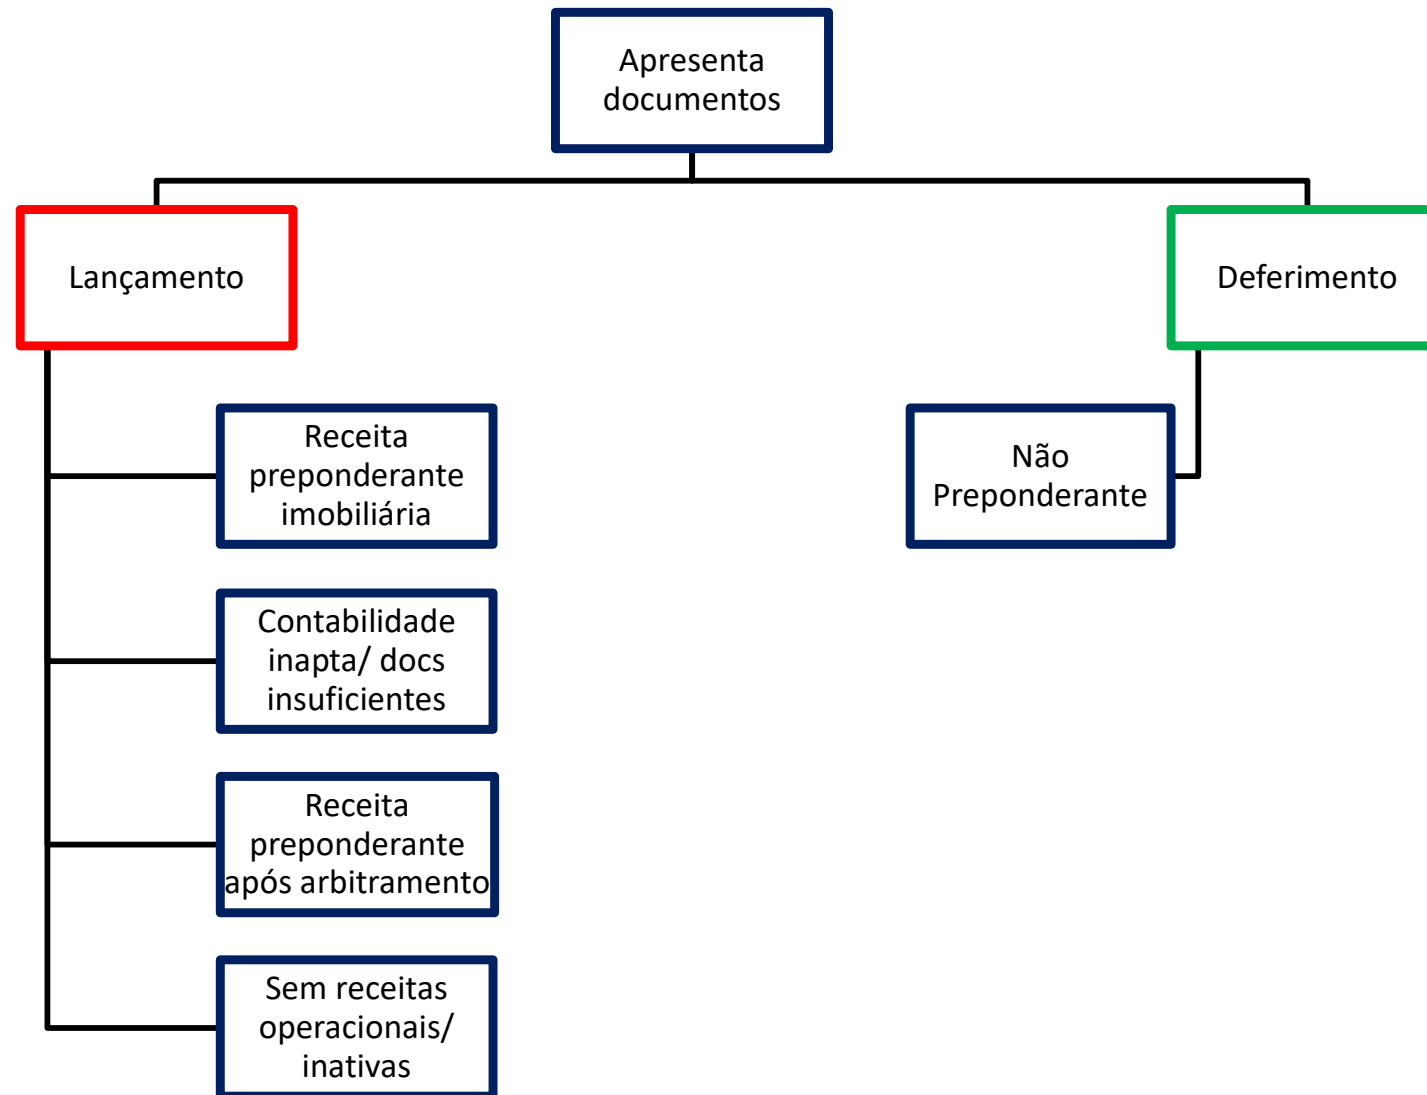 Apresenta
documentos
Lançamento
Deferimento
Receita
preponderante
imobiliária
Não
Preponderante
Contabilidade
inapta/ docs
insuficientes
Receita
preponderante
após arbitramento
Sem receitas
operacionais/
inativas